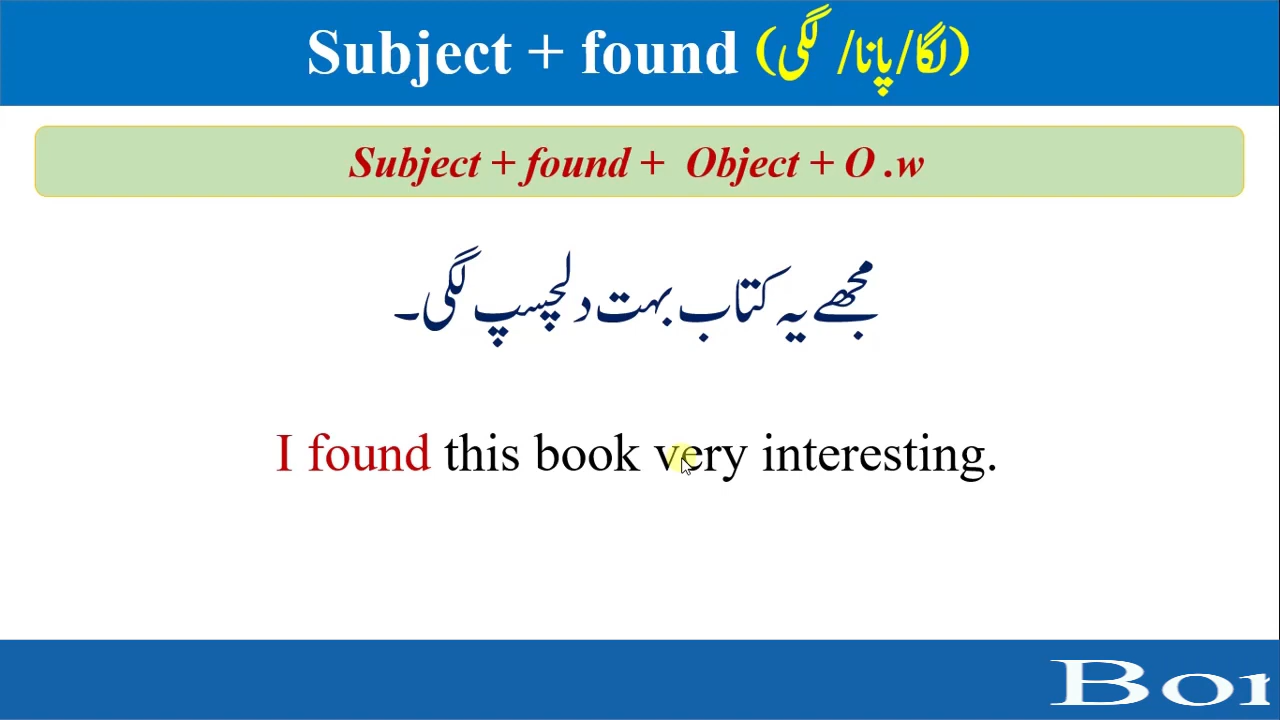 Subject + found (لگا/پانا/ لگی)
Subject + found + Object + O .w
مجھے یہ کتاب بہت دلچسپ لگی۔
I found this book very interesting.